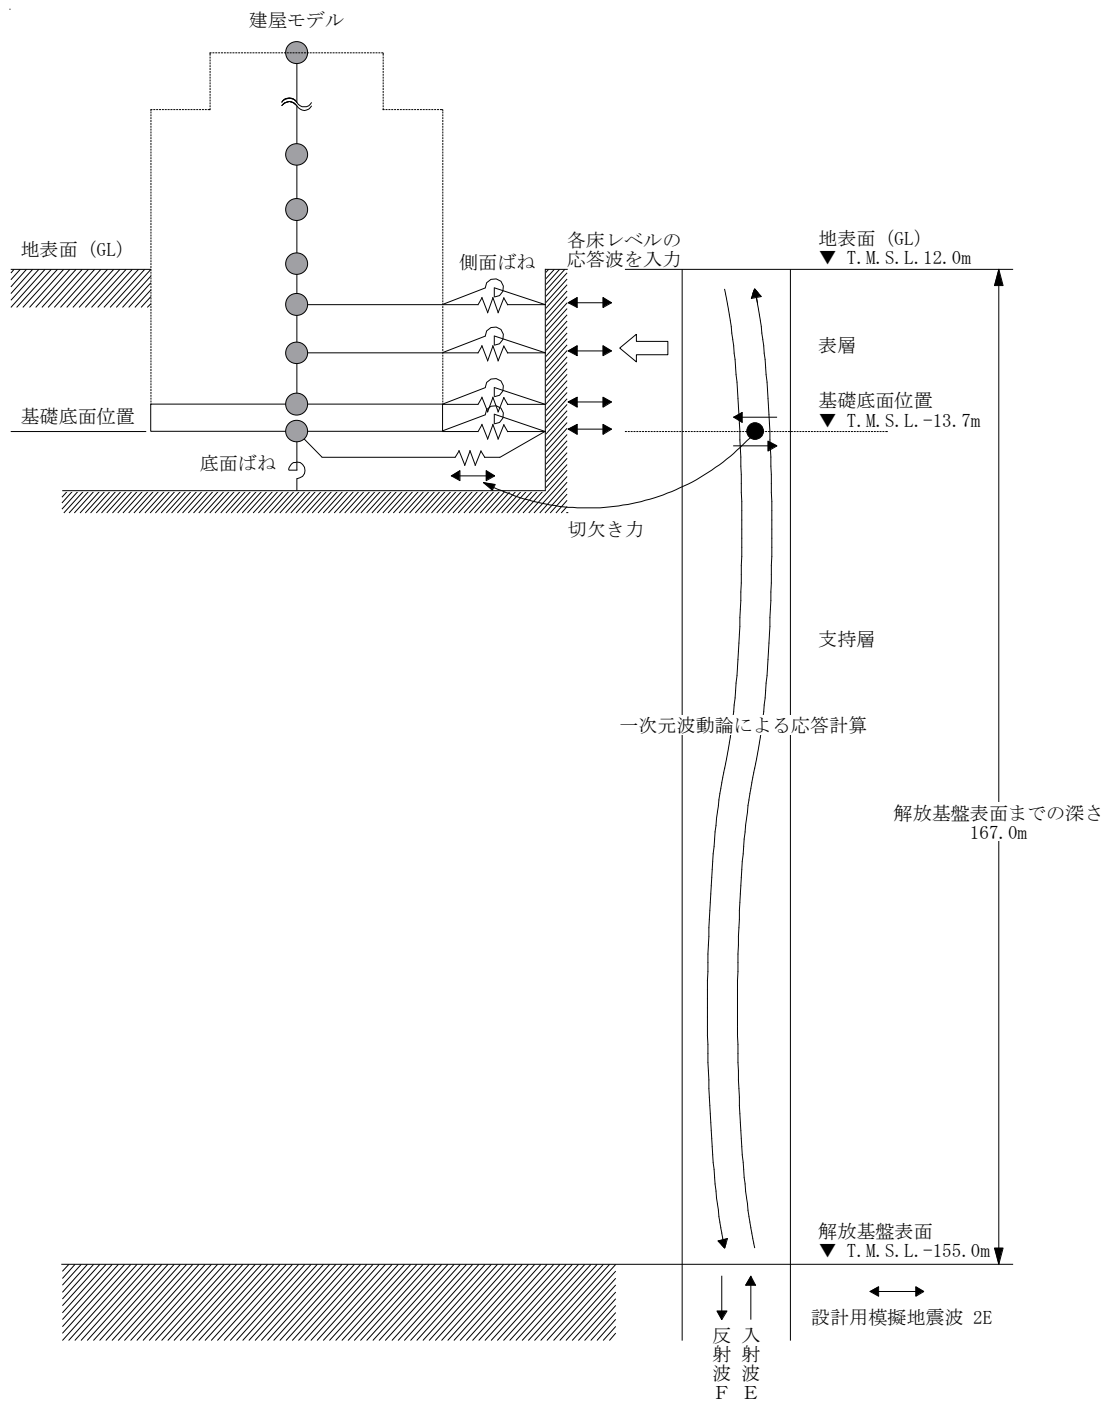 建屋モデル
地表面 (GL)
側面ばね
各床レベルの
応答波を入力
地表面 (GL)
▼ T.M.S.L.12.0m
表層
基礎底面位置
基礎底面位置
▼ T.M.S.L.-13.7m
底面ばね
切欠き力
支持層
一次元波動論による応答計算
解放基盤表面までの深さ
167.0m
解放基盤表面
▼ T.M.S.L.-155.0m
設計用模擬地震波 2E
反射波F
入射波E